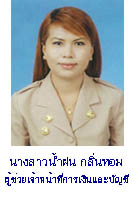 นางสาวน้ำฝน กลิ่นหอม
ผู้ช่วยเจ้าหน้าที่การเงินและบัญชี